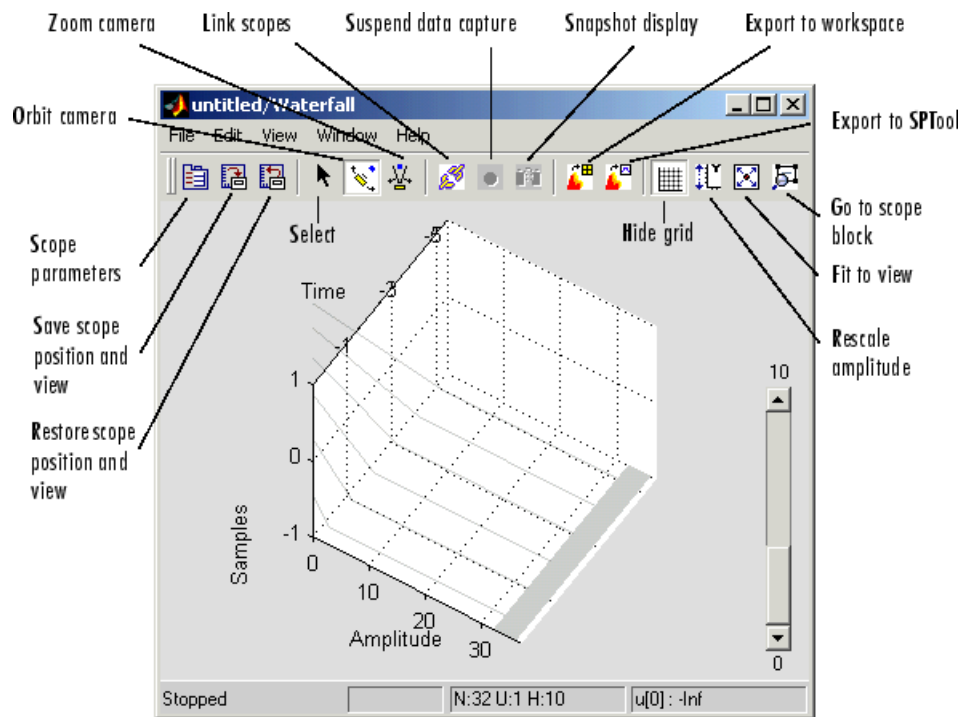 Zoom camera
Link scopes
Suspend data capture
Snapshot display
Export to workspace
Orbit camera
untitled/Waterfall
File Edit View Window Help
Export to SPTool
Scope
parameters
Select
Hide grid
Go to scope
block
Fit to view
Save scope
position and
view
Rescale
amplitude
Restore scope
position and
view
-5
Time
-3
-1
1
0
-1
Samples
0
10
20
30
Amplitude
10
0
Stopped
N:32 U:1 H:10
u[0] : -Inf